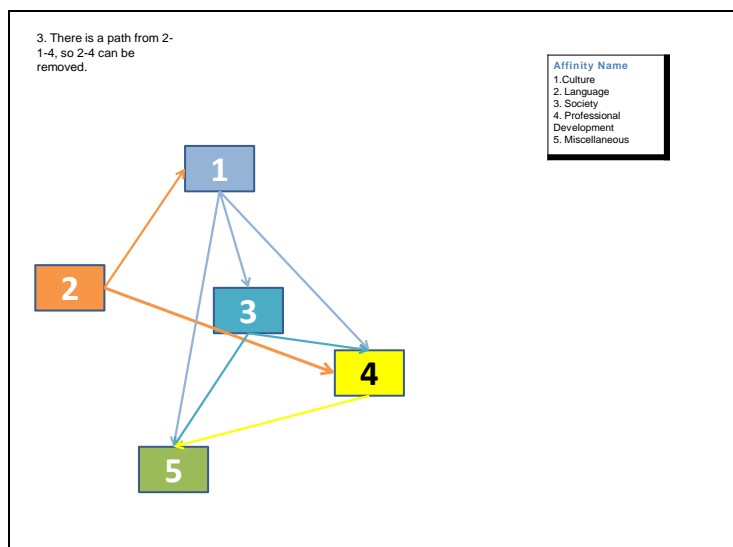 3. There is a path from 2-
1-4, so 2-4 can be
removed.
Affinity Name
1.Culture
2. Language
3. Society
4. Professional
Development
5. Miscellaneous
1
2
3
4
5